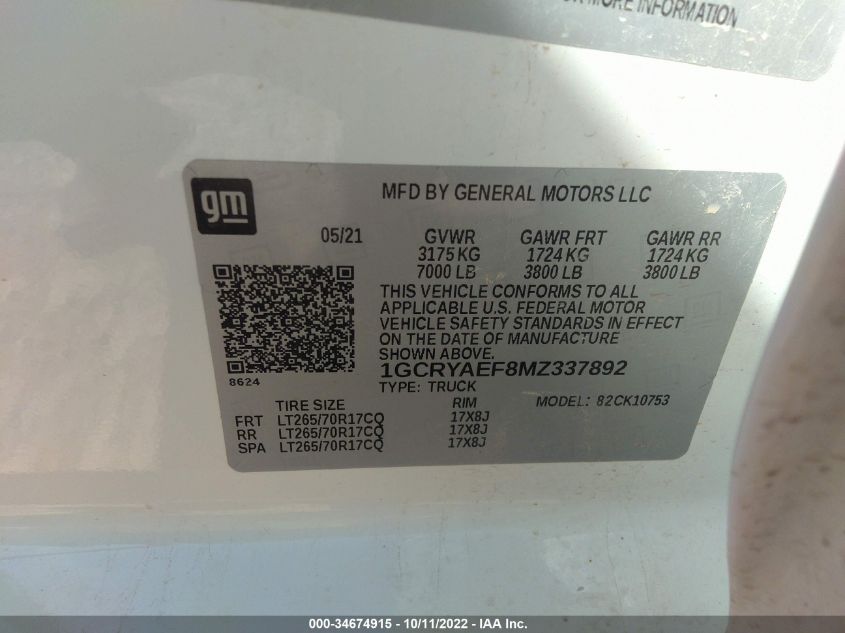 FOR MORE INFORMATION
gm
MFD BY GENERAL MOTORS LLC
05/21 GVWR GAWR FRT GAWR RR
3175 KG 1724 KG 1724 KG
7000 LB 3800 LB 3800 LB
THIS VEHICLE CONFORMS TO ALL
APPLICABLE U.S. FEDERAL MOTOR
VEHICLE SAFETY STANDARDS IN EFFECT
ON THE DATE OF MANUFACTURE
SHOWN ABOVE.
8624
1GCRYAEF8MZ337892
TYPE: TRUCK
MODEL: 82CK10753
TIRE SIZE RIM
FRT LT265/70R17CQ 17X8J
RR LT265/70R17CQ 17X8J
SPA LT265/70R17CQ 17X8J
000-34674915 - 10/11/2022 - IAA Inc.